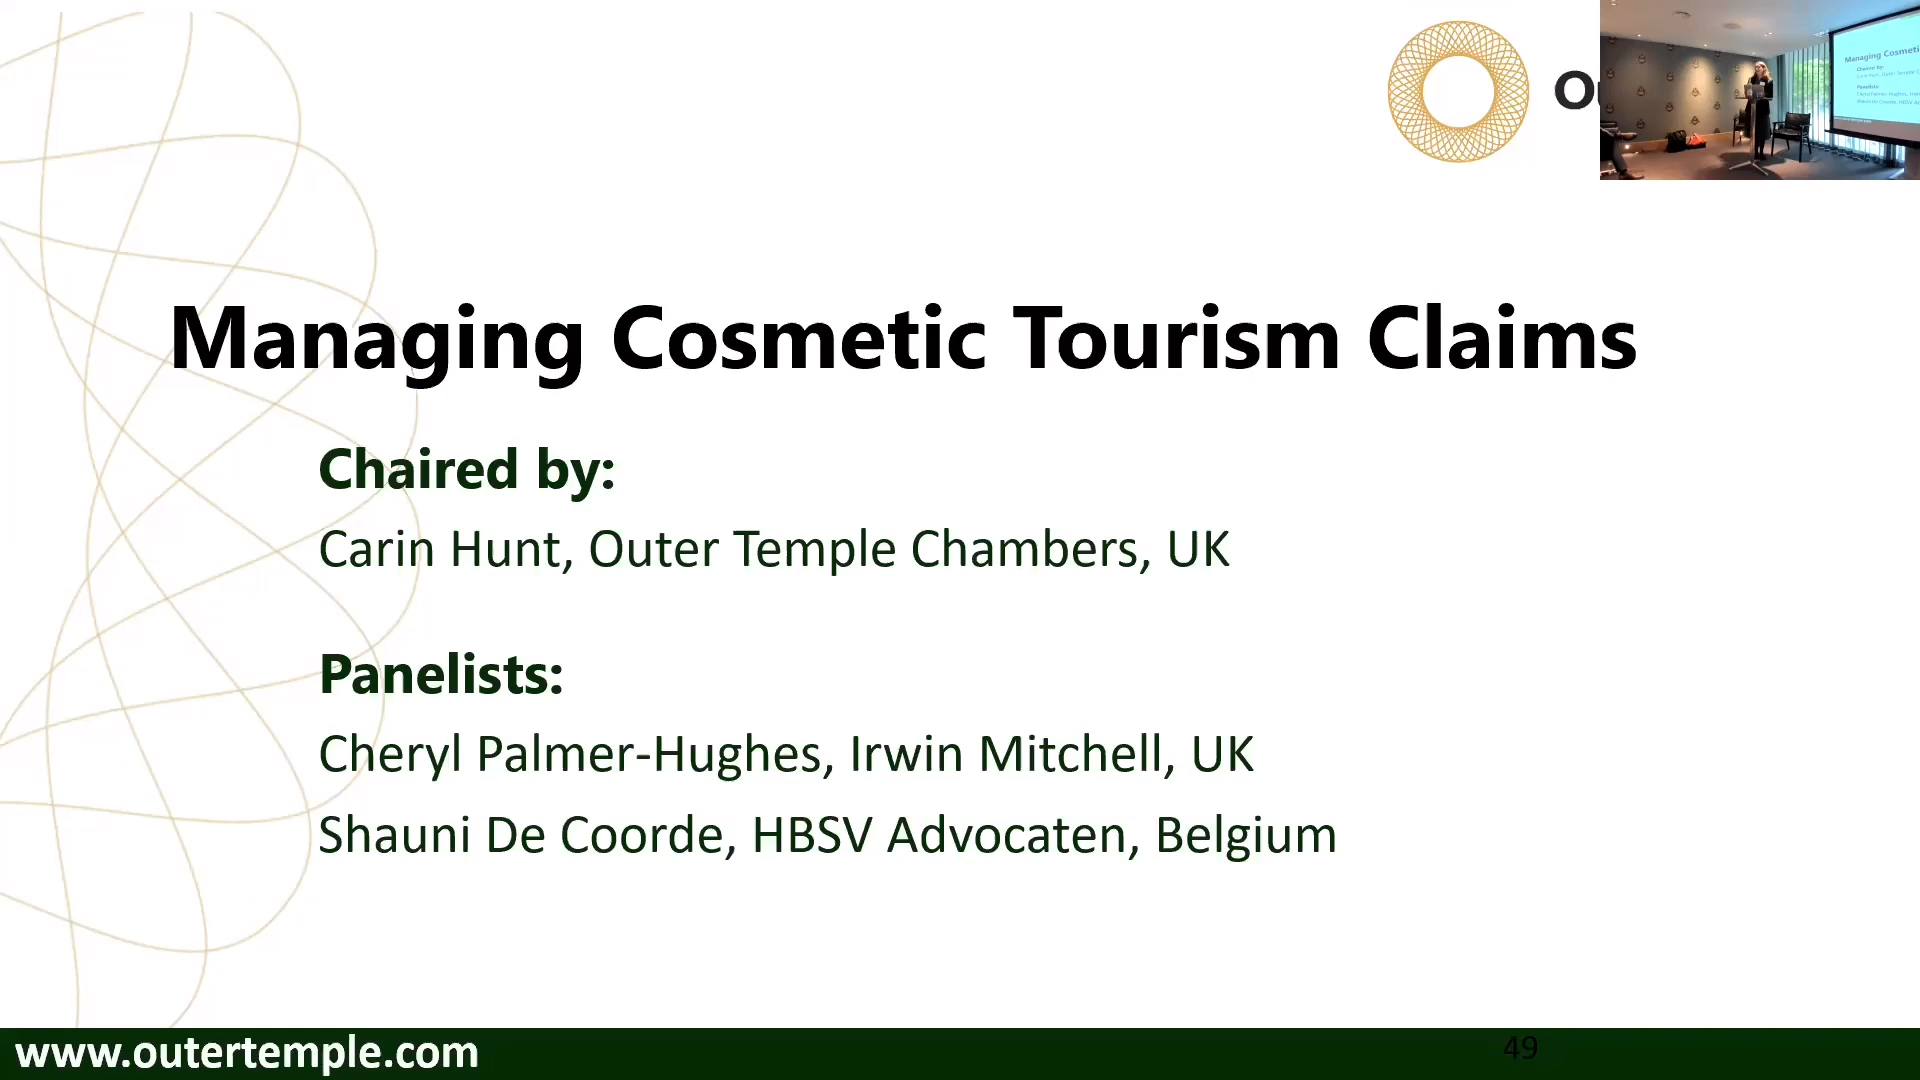 Managing Cosmetic Tourism Claims
Chaired by:
Carin Hunt, Outer Temple Chambers, UK
Panelists:
Cheryl Palmer-Hughes, Irwin Mitchell, UK
Shauni De Coorde, HBSV Advocaten, Belgium
www.outertemple.com
49